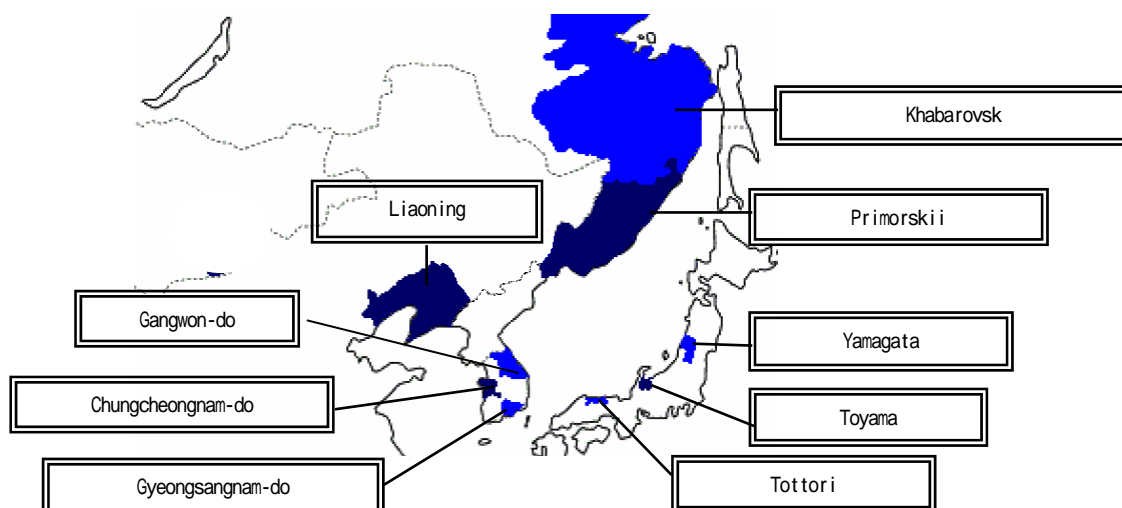 Khabarovsk
Liaoning
Primorskii
Gangwon-do
Yamagata
Chungcheongnam-do
Toyama
Gyeongsangnam-do
Tottori